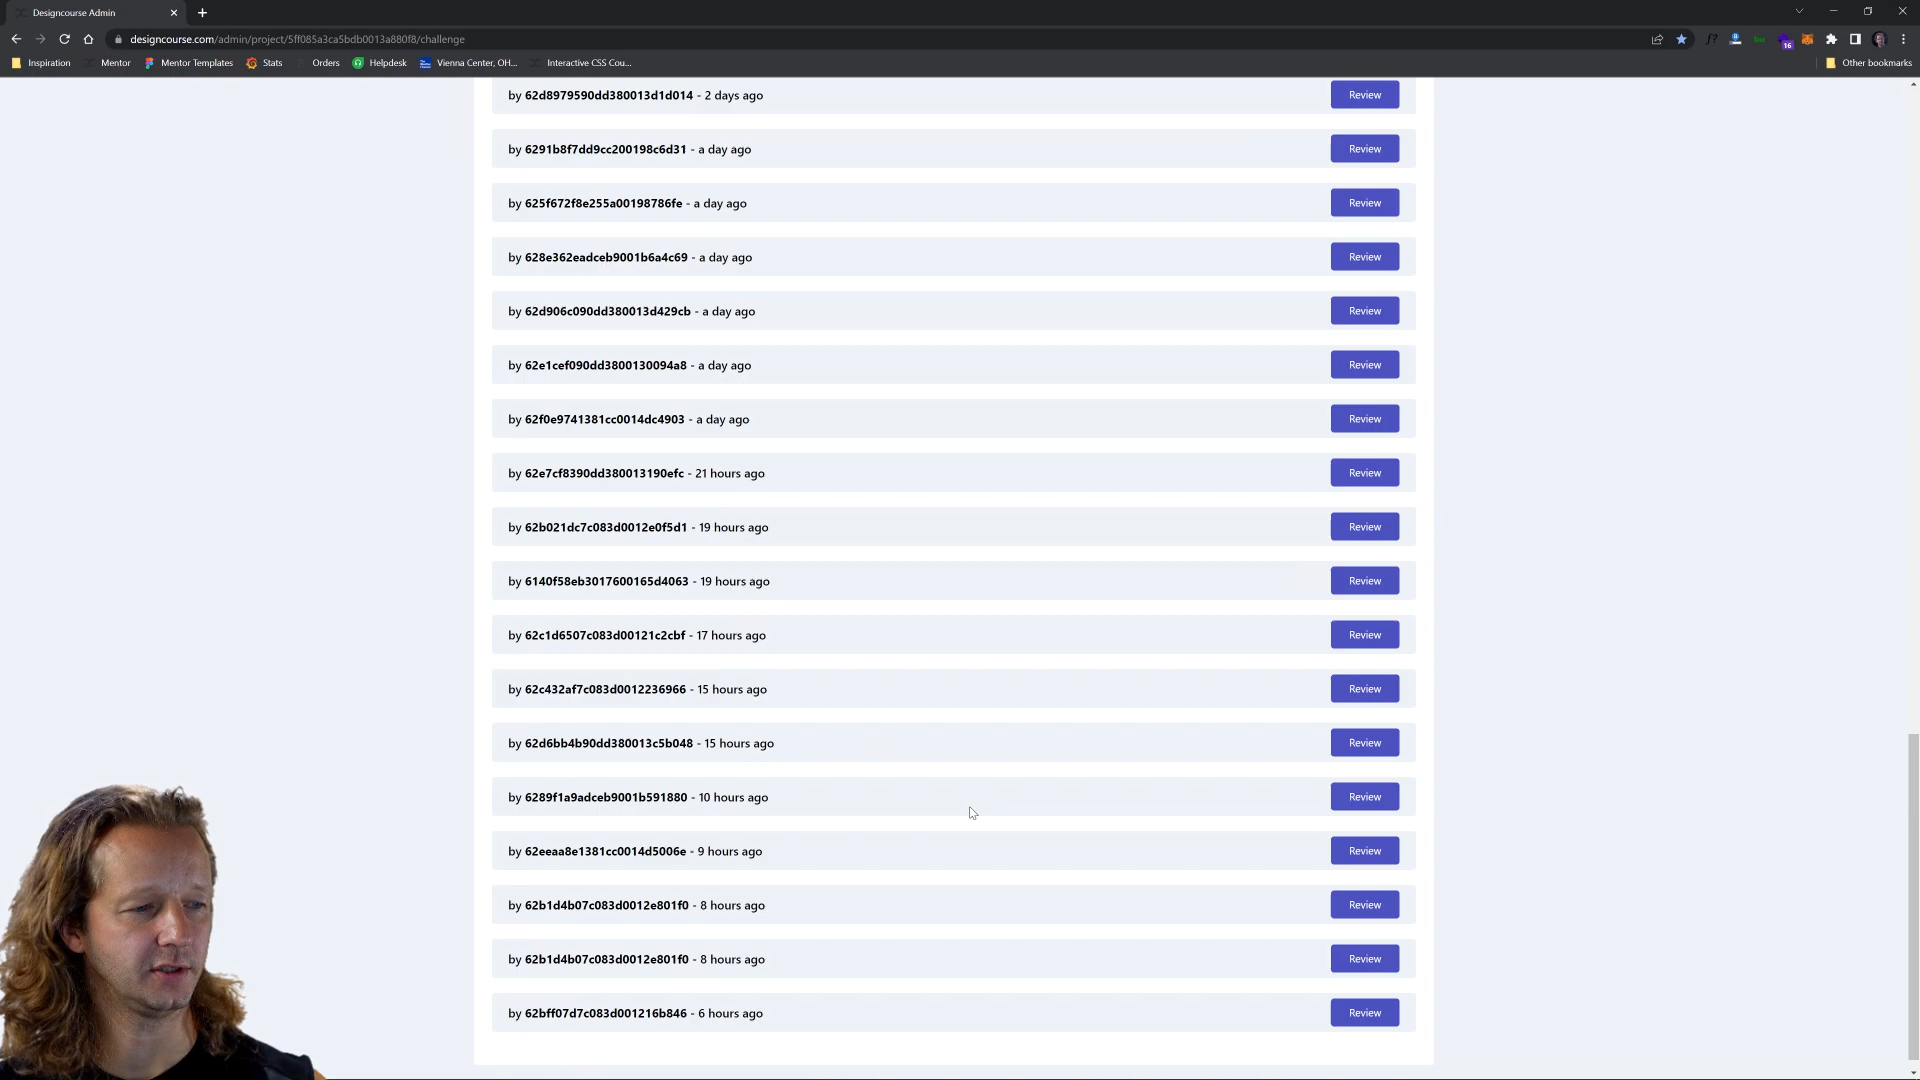 Designcourse Admin
designcourse.com/admin/project/5ff085a3ca5bdb0013a880f8/challenge
f?
16
Inspiration Mentor Mentor Templates Stats Orders Helpdesk Vienna Center, OH... Interactive CSS Cou... Other bookmarks
by 62d8979590dd380013d1d014 - 2 days ago Review
by 6291b8f7dd9cc200198c6d31 - a day ago Review
by 625f672f8e255a00198786fe - a day ago Review
by 628e362eadceb9001b6a4c69 - a day ago Review
by 62d906c090dd380013d429cb - a day ago Review
by 62e1cef090dd3800130094a8 - a day ago Review
by 62f0e9741381cc0014dc4903 - a day ago Review
by 62e7cf8390dd380013190efc - 21 hours ago Review
by 62b021dc7c083d0012e0f5d1 - 19 hours ago Review
by 6140f58eb3017600165d4063 - 19 hours ago Review
by 62c1d6507c083d00121c2cbf - 17 hours ago Review
by 62c432af7c083d0012236966 - 15 hours ago Review
by 62d6bb4b90dd380013c5b048 - 15 hours ago Review
by 6289f1a9adceb9001b591880 - 10 hours ago Review
by 62eeaa8e1381cc0014d5006e - 9 hours ago Review
by 62b1d4b07c083d0012e801f0 - 8 hours ago Review
by 62b1d4b07c083d0012e801f0 - 8 hours ago Review
by 62bff07d7c083d001216b846 - 6 hours ago Review